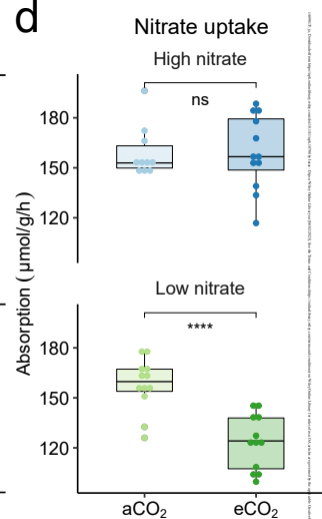 d
Nitrate uptake
High nitrate
ns
180
150
120
Absorption ( μmol/g/h)
Low nitrate
****
180
150
120
aCO₂
eCO₂